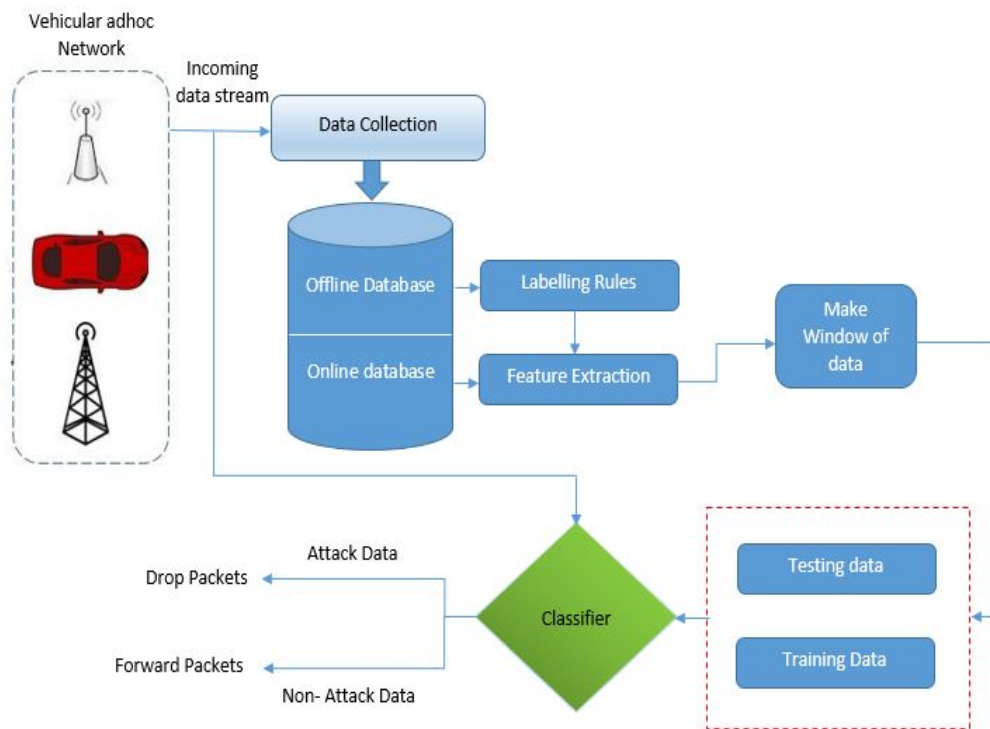 Vehicular adhoc
Network
Incoming
data stream
Data Collection
Offline Database
Labelling Rules
Make
Window of
data
Online database
Feature Extraction
Attack Data
Drop Packets
Classifier
Testing data
Forward Packets
Training Data
Non- Attack Data